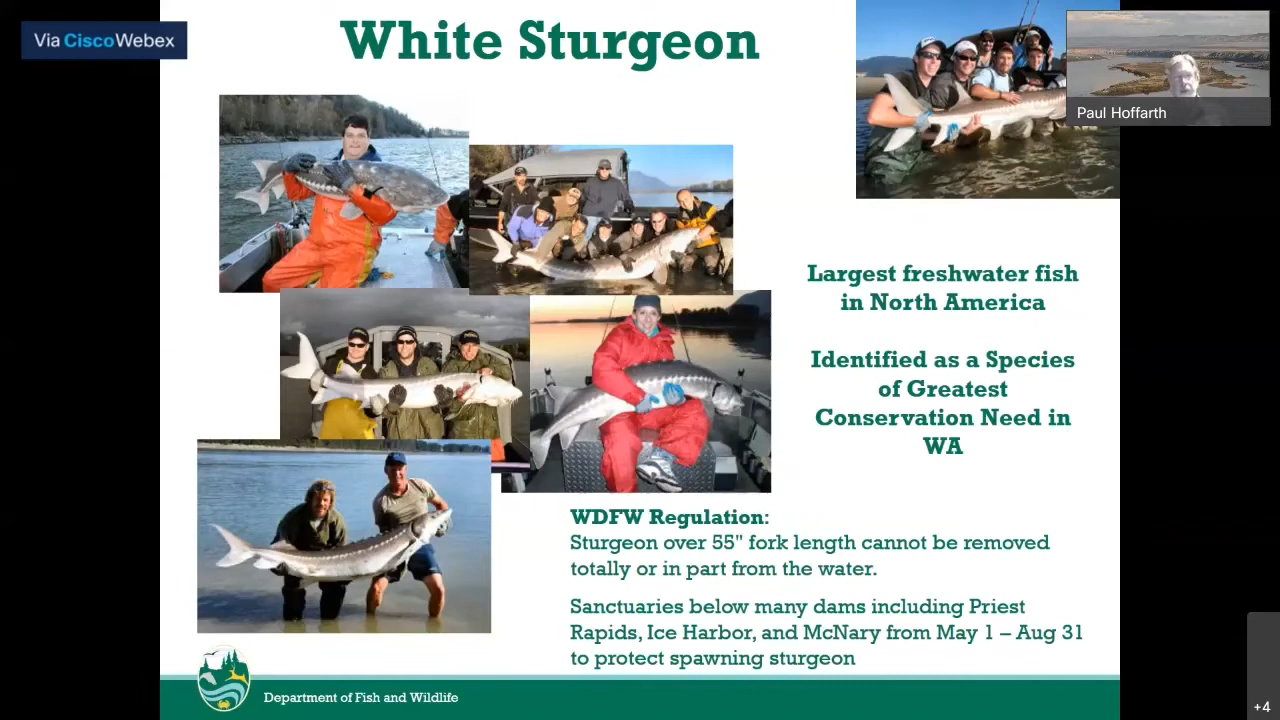 Via Cisco Webex
White Sturgeon
Paul Hoffarth
Largest freshwater fish
in North America
Identified as a Species
of Greatest
Conservation Need in
WA
WDFW Regulation:
Sturgeon over 55" fork length cannot be removed
totally or in part from the water.
Sanctuaries below many dams including Priest
Rapids, Ice Harbor, and McNary from May 1 – Aug 31
to protect spawning sturgeon
Department of Fish and Wildlife
+4